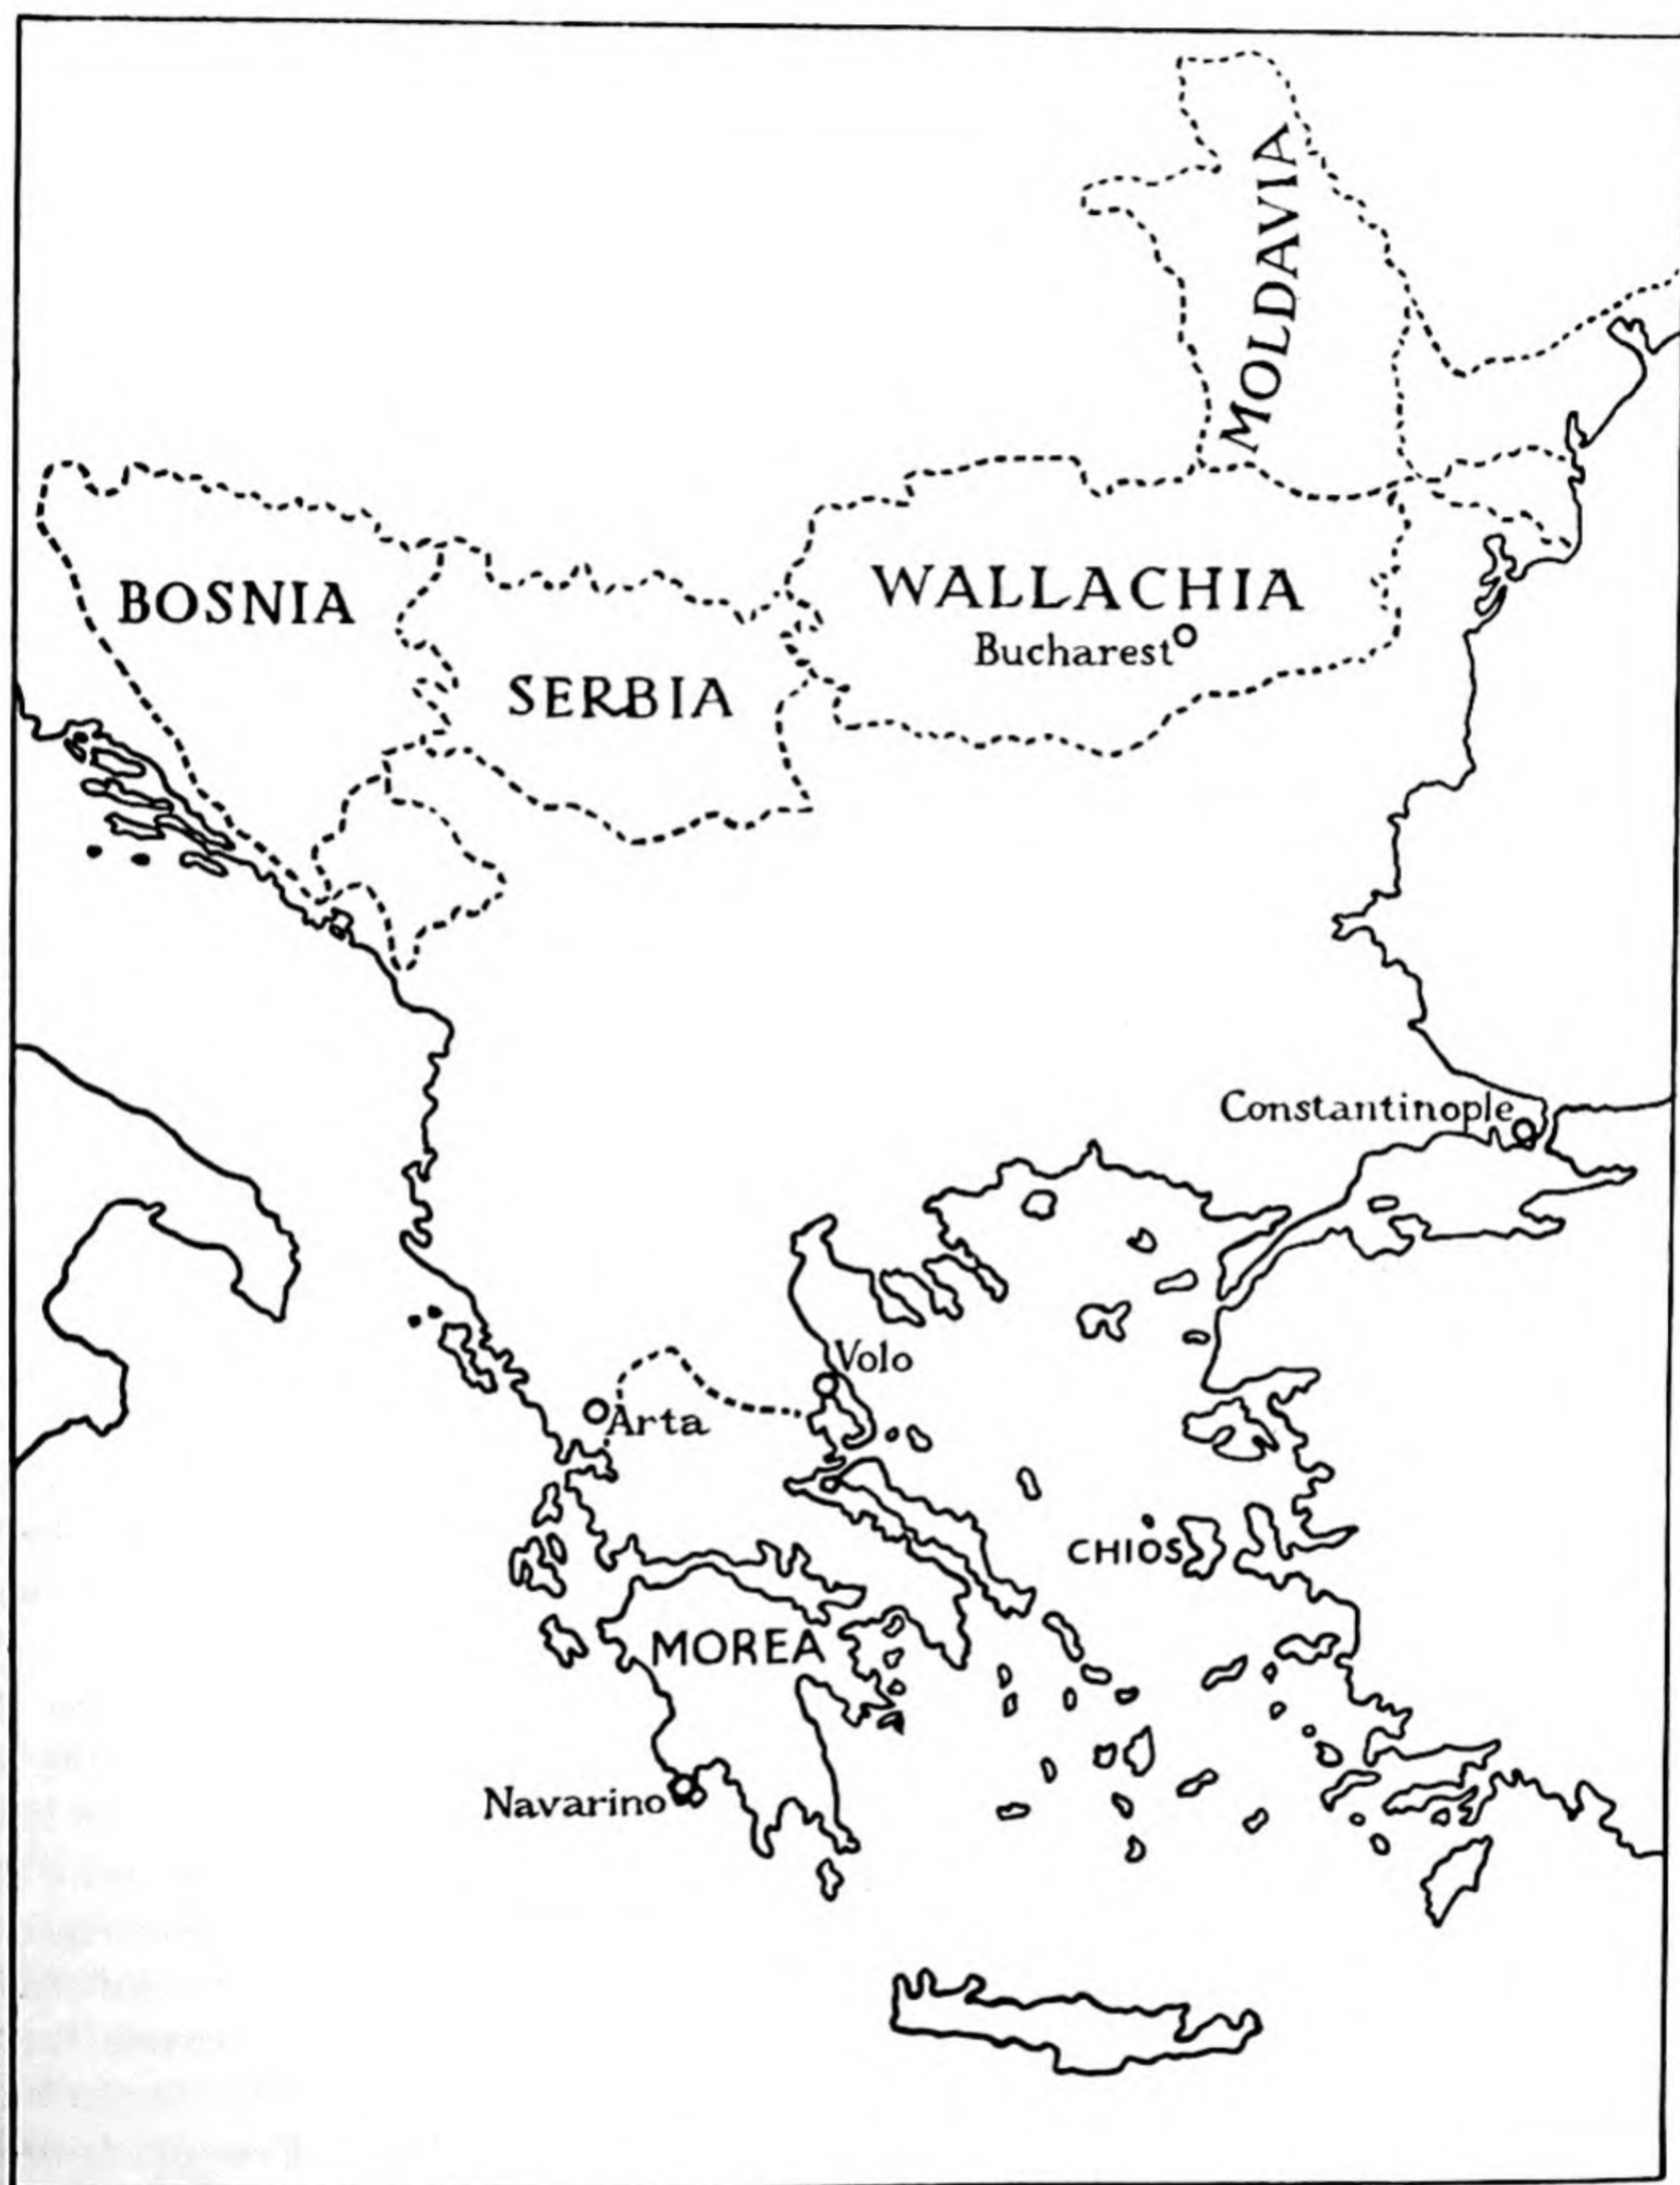 MOLDAVIA
BOSNIA
WALLACHIA
Bucharest
SERBIA
Constantinople
Volo
Arta
CHIOS
MOREA
Navarino